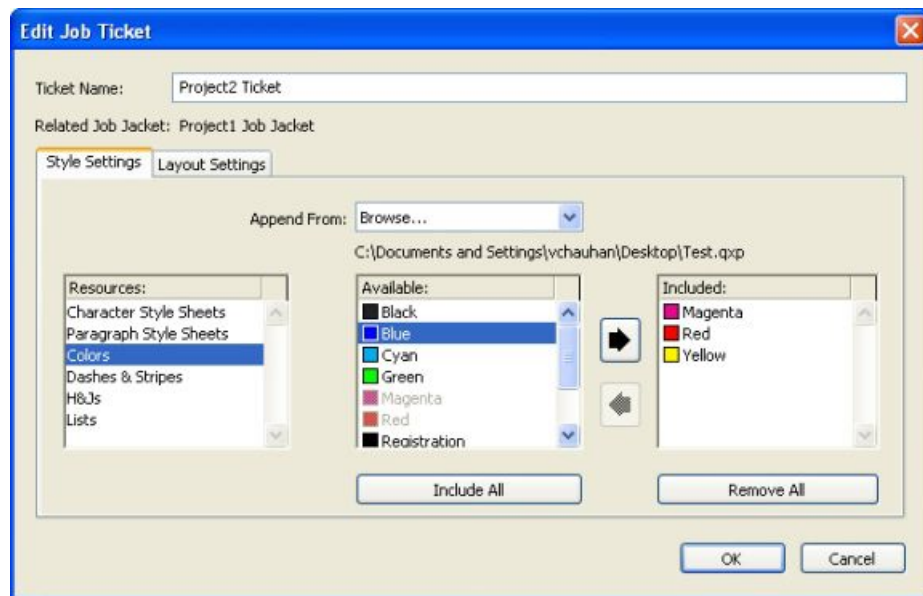 Edit Job Ticket
Ticket Name: Project2 Ticket
Related Job Jacket: Project1 Job Jacket
Style Settings Layout Settings
Append From: Browse...
C:\Documents and Settings\vchauhan\Desktop\Test.qxp
Resources:
Character Style Sheets
Paragraph Style Sheets
Colors
Dashes & Stripes
H&Js
Lists
Available:
Black
Blue
Cyan
Green
Magenta
Red
Registration
Included:
Magenta
Red
Yellow
Include All
Remove All
OK
Cancel